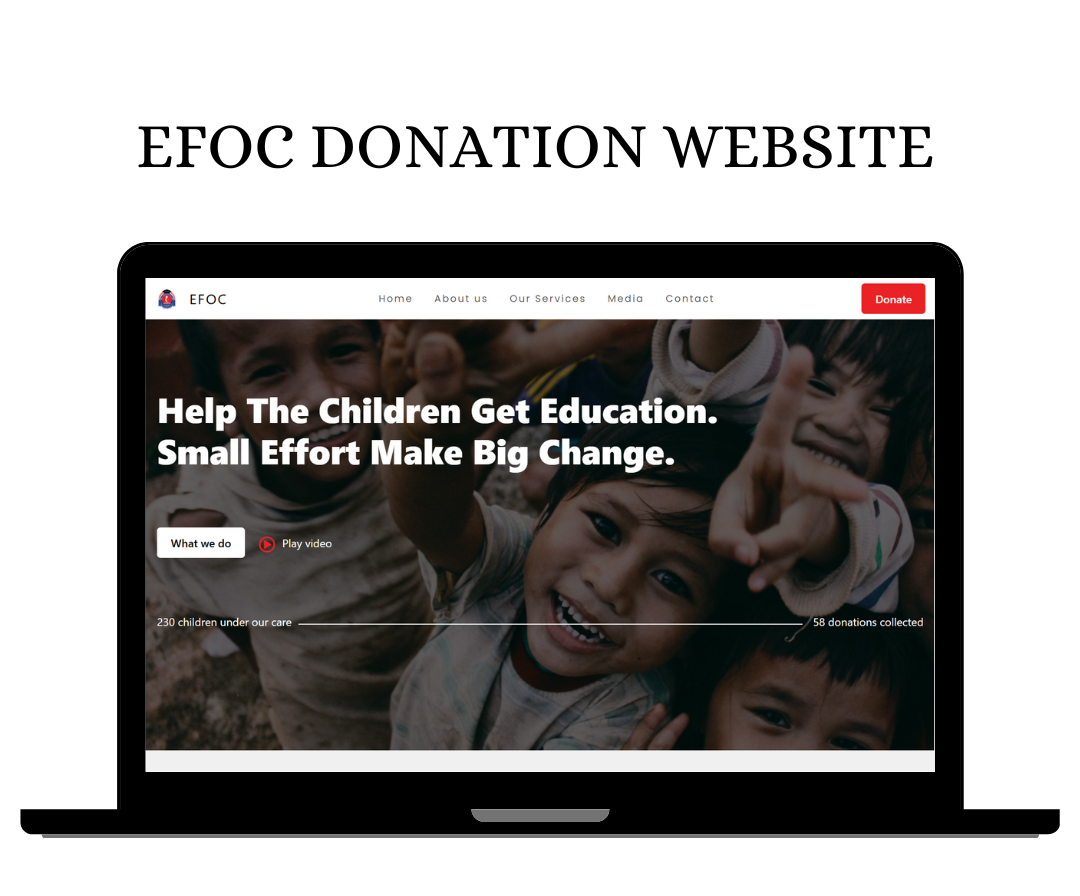 EFOC DONATION WEBSITE
EFOC Home About us Our Services Media Contact Donate
Help The Children Get Education.
Small Effort Make Big Change.
What we do Play video
230 children under our care 58 donations collected